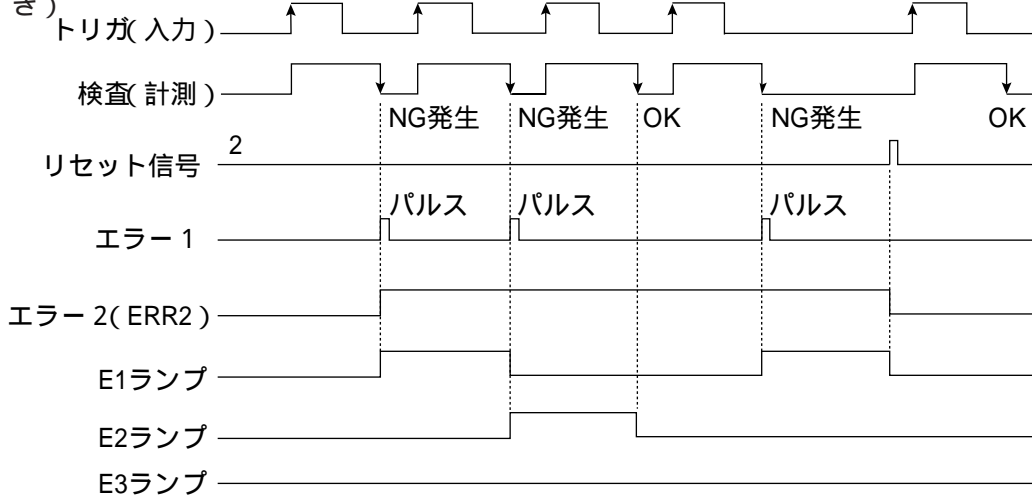 き）
トリガ( 入力 )
検査( 計測 )
NG発生 NG発生 OK NG発生 OK
リセット信号 2
パルス パルス パルス
エラー 1
エラー 2( ERR2 )
E1ランプ
E2ランプ
E3ランプ